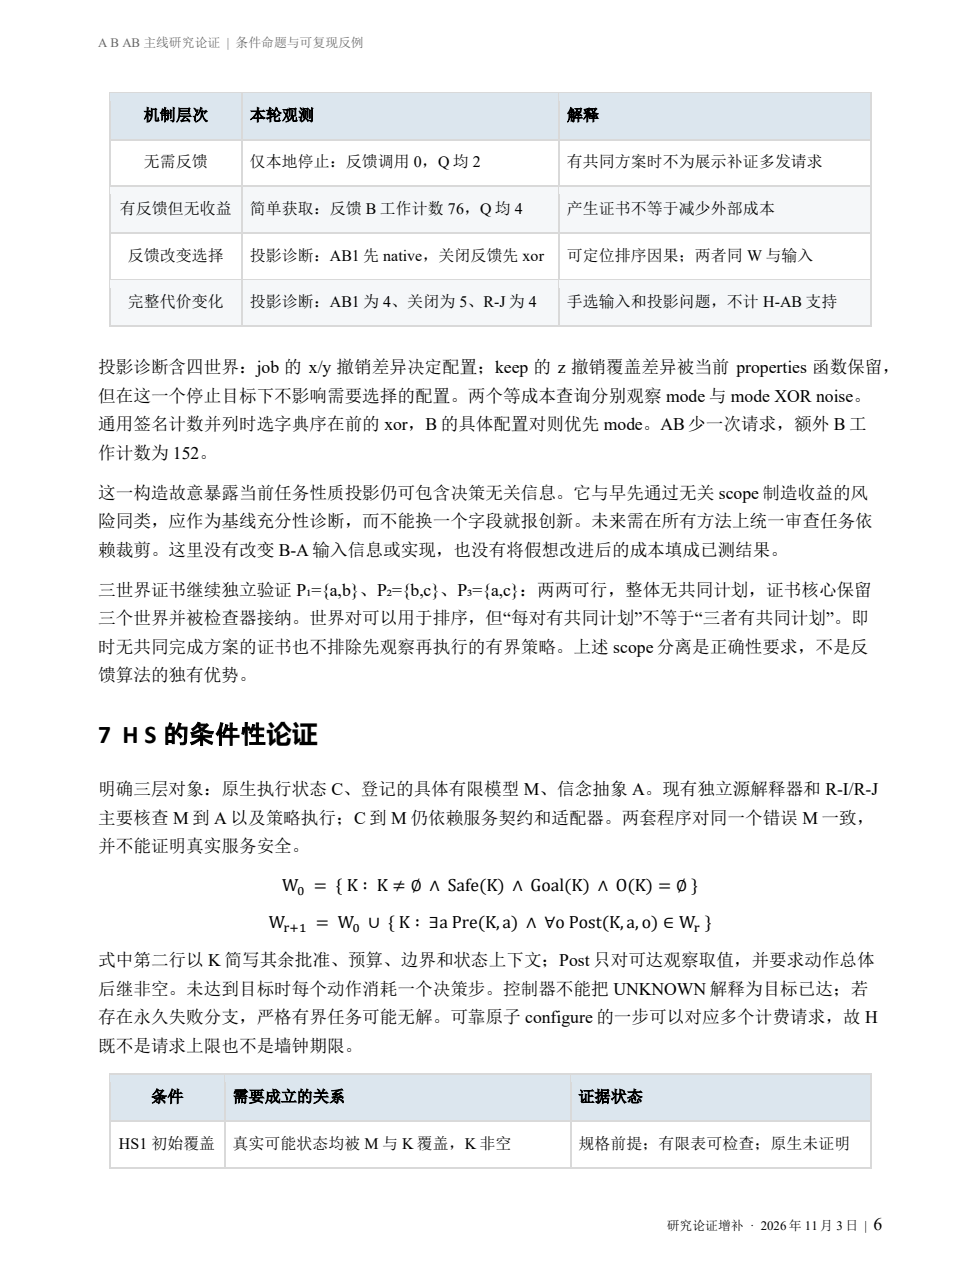 A B AB 主线研究论证 | 条件命题与可复现反例
机制层次 本轮观测 解释
无需反馈 仅本地停止：反馈调用 0，Q 均 2 有共同方案时不为展示补证多发请求
有反馈但无收益 简单获取：反馈 B 工作计数 76，Q 均 4 产生证书不等于减少外部成本
反馈改变选择 投影诊断：AB1 先 native，关闭反馈先 xor 可定位排序因果；两者同 W 与输入
完整代价变化 投影诊断：AB1 为 4、关闭为 5、R-J 为 4 手选输入和投影问题，不计 H-AB 支持
投影诊断含四世界：job 的 x/y 撤销差异决定配置；keep 的 z 撤销覆盖差异被当前 properties 函数保留，
但在这一个停止目标下不影响需要选择的配置。两个等成本查询分别观察 mode 与 mode XOR noise。
通用签名计数并列时选字典序在前的 xor，B 的具体配置对则优先 mode。AB 少一次请求，额外 B 工
作计数为 152。
这一构造故意暴露当前任务性质投影仍可包含决策无关信息。它与早先通过无关 scope 制造收益的风
险同类，应作为基线充分性诊断，而不能换一个字段就报创新。未来需在所有方法上统一审查任务依
赖裁剪。这里没有改变 B-A 输入信息或实现，也没有将假想改进后的成本填成已测结果。
三世界证书继续独立验证 P₁={a,b}、P₂={b,c}、P₃={a,c}：两两可行，整体无共同计划，证书核心保留
三个世界并被检查器接纳。世界对可以用于排序，但“每对有共同计划”不等于“三者有共同计划”。即
时无共同完成方案的证书也不排除先观察再执行的有界策略。上述 scope 分离是正确性要求，不是反
馈算法的独有优势。
7 H S 的条件性论证
明确三层对象：原生执行状态 C、登记的具体有限模型 M、信念抽象 A。现有独立源解释器和 R-I/R-J
主要核查 M 到 A 以及策略执行；C 到 M 仍依赖服务契约和适配器。两套程序对同一个错误 M 一致，
并不能证明真实服务安全。
W₀ = { K : K ≠ ∅ ∧ Safe(K) ∧ Goal(K) ∧ O(K) = ∅ }
Wᵣ₊₁ = W₀ ∪ { K : ∃a Pre(K, a) ∧ ∀o Post(K, a, o) ∈ Wᵣ }
式中第二行以 K 简写其余批准、预算、边界和状态上下文；Post 只对可达观察取值，并要求动作总体
后继非空。未达到目标时每个动作消耗一个决策步。控制器不能把 UNKNOWN 解释为目标已达；若
存在永久失败分支，严格有界任务可能无解。可靠原子 configure 的一步可以对应多个计费请求，故 H
既不是请求上限也不是墙钟期限。
条件 需要成立的关系 证据状态
HS1 初始覆盖 真实可能状态均被 M 与 K 覆盖，K 非空 规格前提；有限表可检查；原生未证明
研究论证增补 · 2026 年 11 月 3 日 | 6